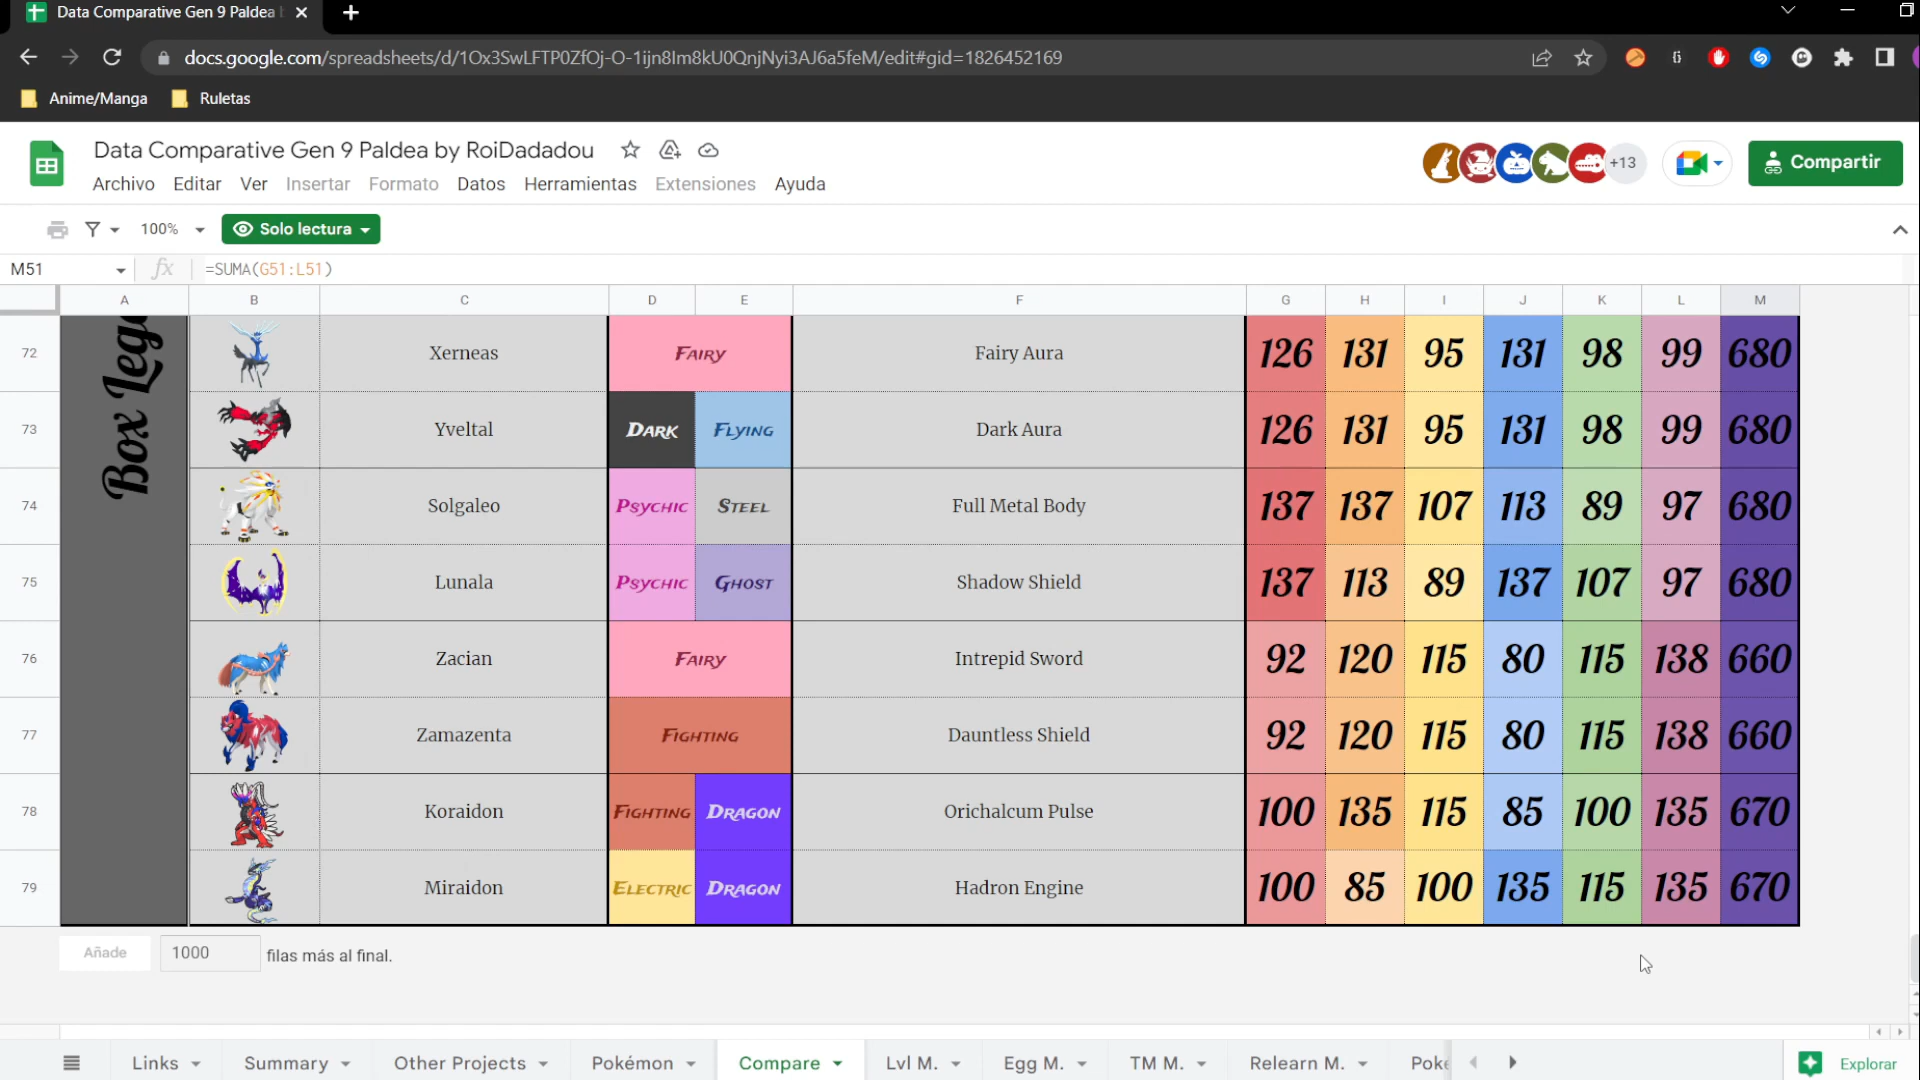 Data Comparative Gen 9 Paldea
docs.google.com/spreadsheets/d/1Ox3SwLFTP0ZfOj-O-1ijn8Im8kU0QnjNyi3AJ6a5feM/edit#gid=1826452169
Anime/Manga Ruletas
Data Comparative Gen 9 Paldea by RoiDadadou
+13
Compartir
Archivo Editar Ver Insertar Formato Datos Herramientas Extensiones Ayuda
100% Solo lectura
M51 fx =SUMA(G51:L51)
A B C D E F G H I J K L M
Box
72 Xerneas Fairy Fairy Aura 126 131 95 131 98 99 680
73 Yveltal Dark Flying Dark Aura 126 131 95 131 98 99 680
74 Solgaleo Psychic Steel Full Metal Body 137 137 107 113 89 97 680
75 Lunala Psychic Ghost Shadow Shield 137 113 89 137 107 97 680
76 Zacian Fairy Intrepid Sword 92 120 115 80 115 138 660
77 Zamazenta Fighting Dauntless Shield 92 120 115 80 115 138 660
78 Koraidon Fighting Dragon Orichalcum Pulse 100 135 115 85 100 135 670
79 Miraidon Electric Dragon Hadron Engine 100 85 100 135 115 135 670
Añade 1000 filas más al final.
Links Summary Other Projects Pokémon Compare Lvl M. Egg M. TM M. Relearn M. Explorar